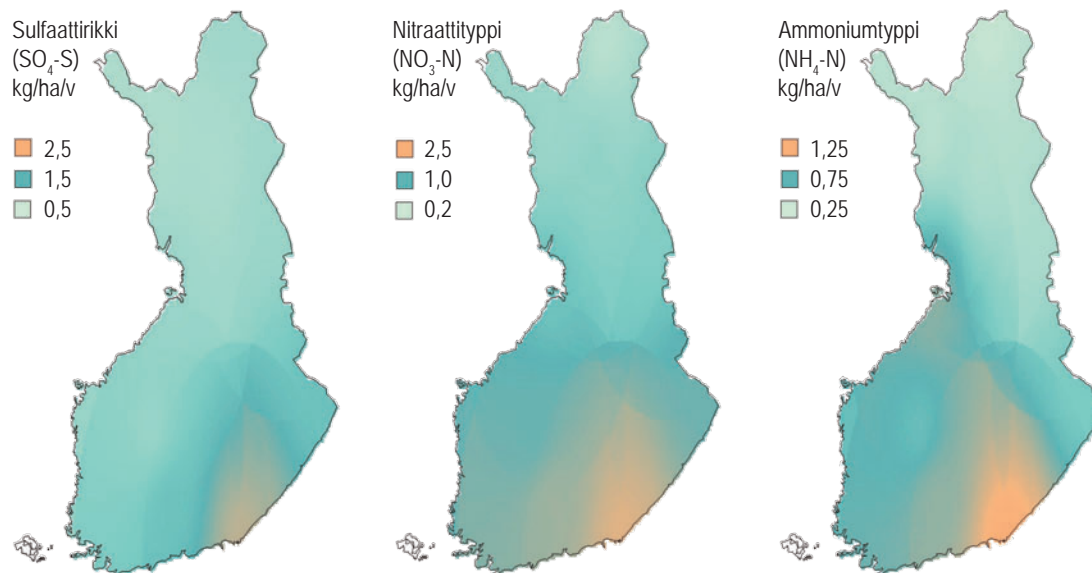 Sulfaattirikki
(SO₄-S)
kg/ha/v
2,5
1,5
0,5
Nitraattityppi
(NO₃-N)
kg/ha/v
2,5
1,0
0,2
Ammoniumtyppi
(NH₄-N)
kg/ha/v
1,25
0,75
0,25